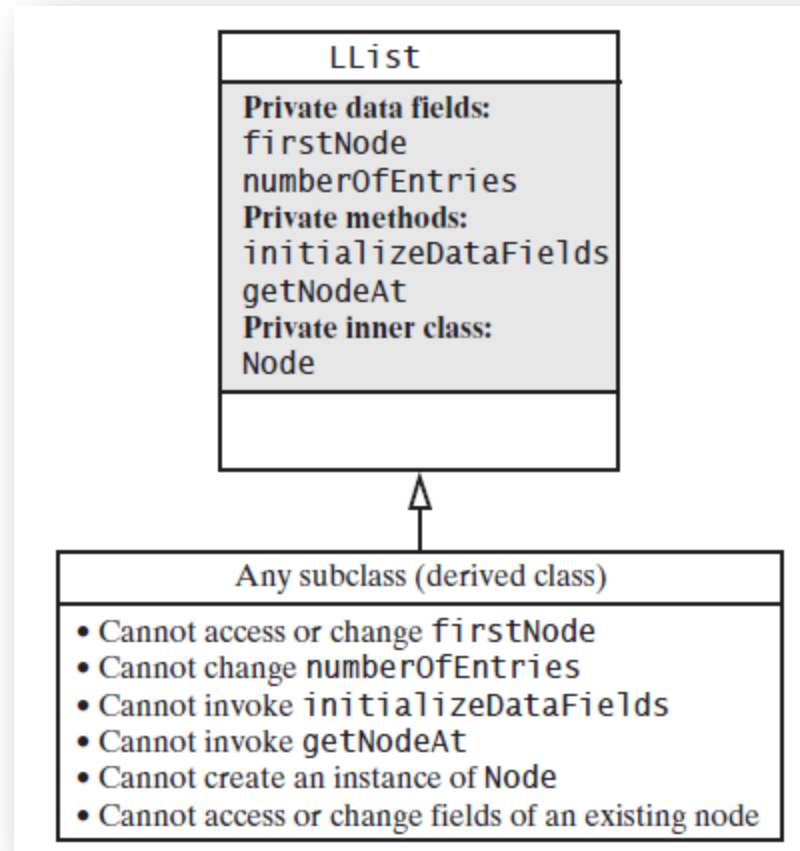 LList
Private data fields:
firstNode
numberOfEntries
Private methods:
initializeDataFields
getNodeAt
Private inner class:
Node
Any subclass (derived class)
• Cannot access or change firstNode
• Cannot change numberOfEntries
• Cannot invoke initializeDataFields
• Cannot invoke getNodeAt
• Cannot create an instance of Node
• Cannot access or change fields of an existing node